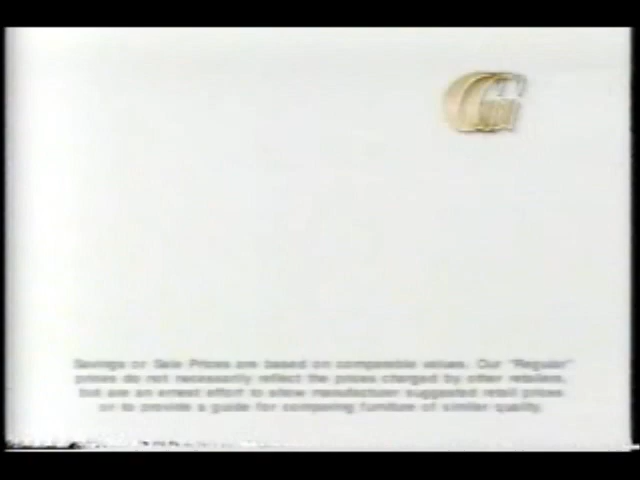 Savings or Sale Prices are based on comparable values. Our "Regular"
prices do not necessarily reflect the prices charged by other retailers,
but are an ernest effort to allow manufacturer suggested retail prices
or to provide a guide for comparing furniture of similar quality.